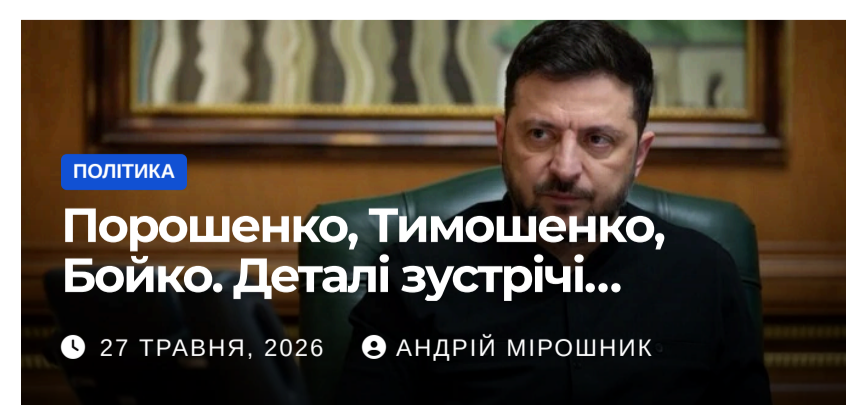 ПОЛІТИКА
Порошенко, Тимошенко,
Бойко. Деталі зустрічі...
27 ТРАВНЯ, 2026 АНДРІЙ МІРОШНИК